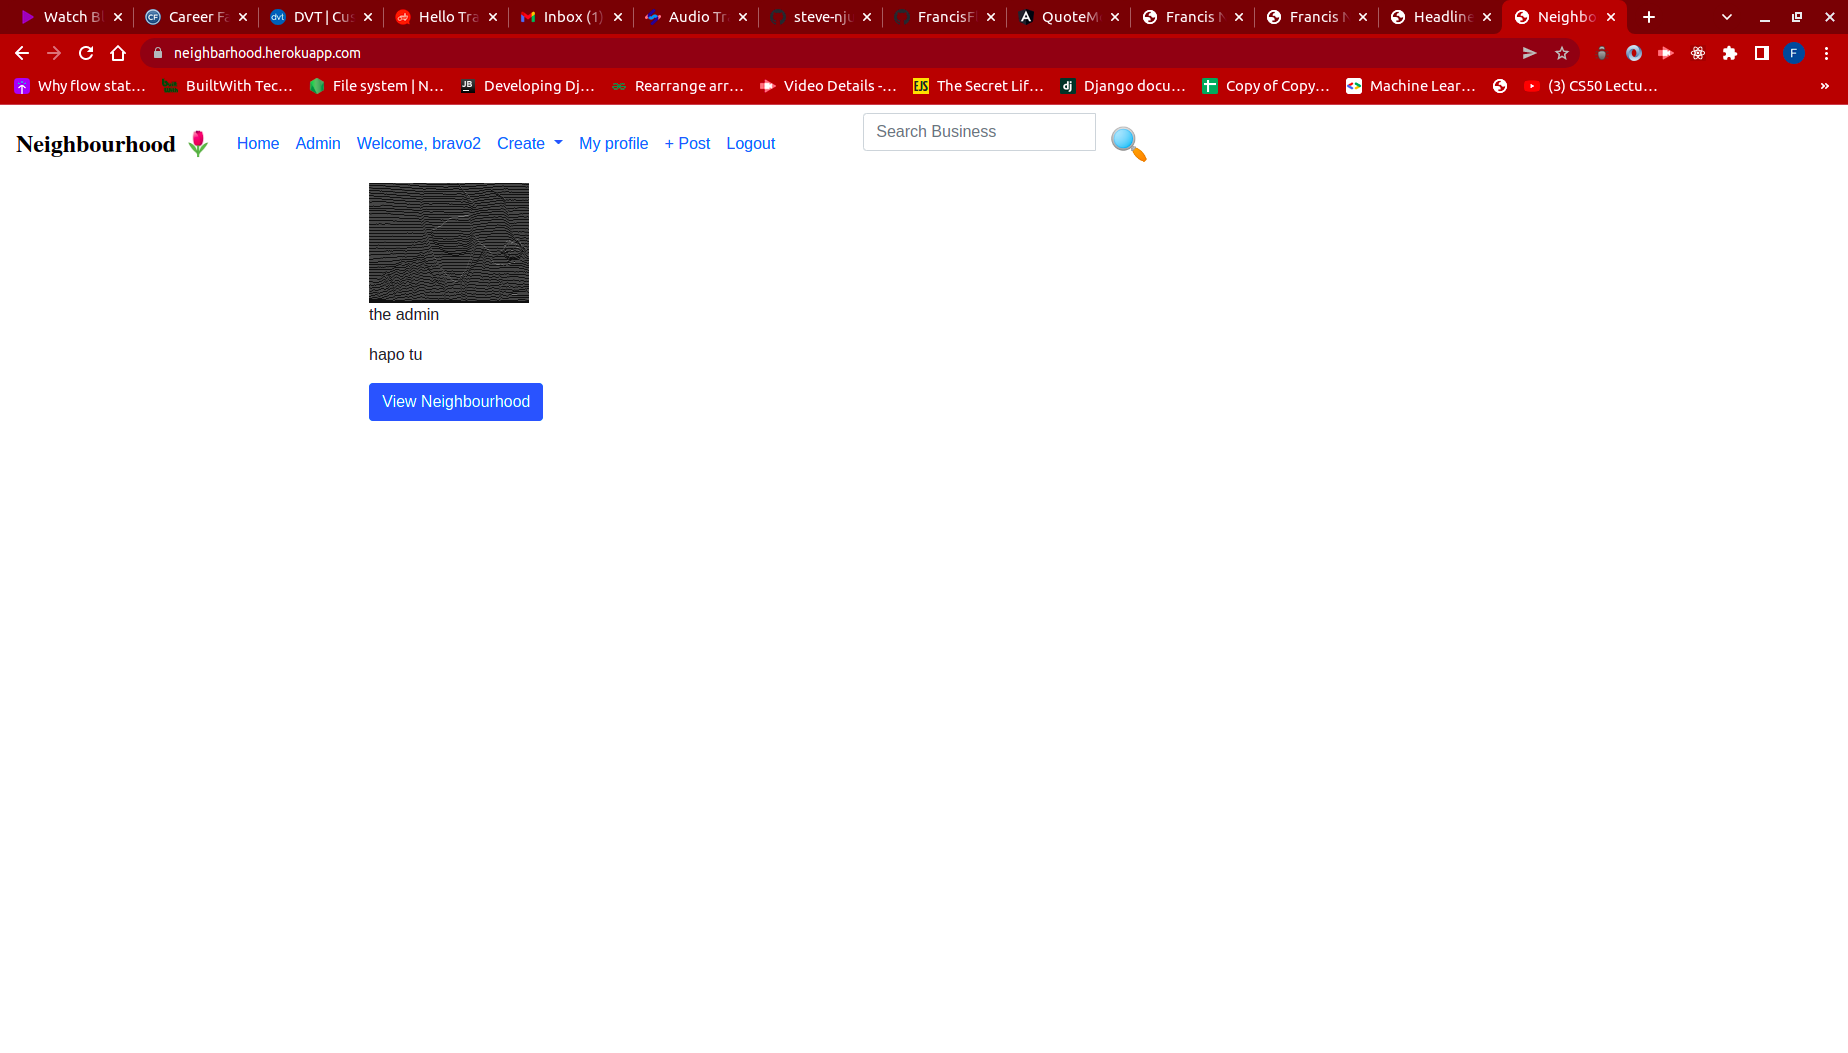 Watch Bl Career Fa DVT | Cus Hello Tra Inbox (1) Audio Tra steve-nju FrancisFl QuoteMe Francis N Francis N Headline Neighbo
neighbarhood.herokuapp.com
Why flow stat... BuiltWith Tec... File system | N... Developing Dj... Rearrange arr... Video Details -... The Secret Lif... Django docu... Copy of Copy... Machine Lear... (3) CS50 Lectu... »
Neighbourhood Home Admin Welcome, bravo2 Create My profile + Post Logout Search Business
the admin
hapo tu
View Neighbourhood